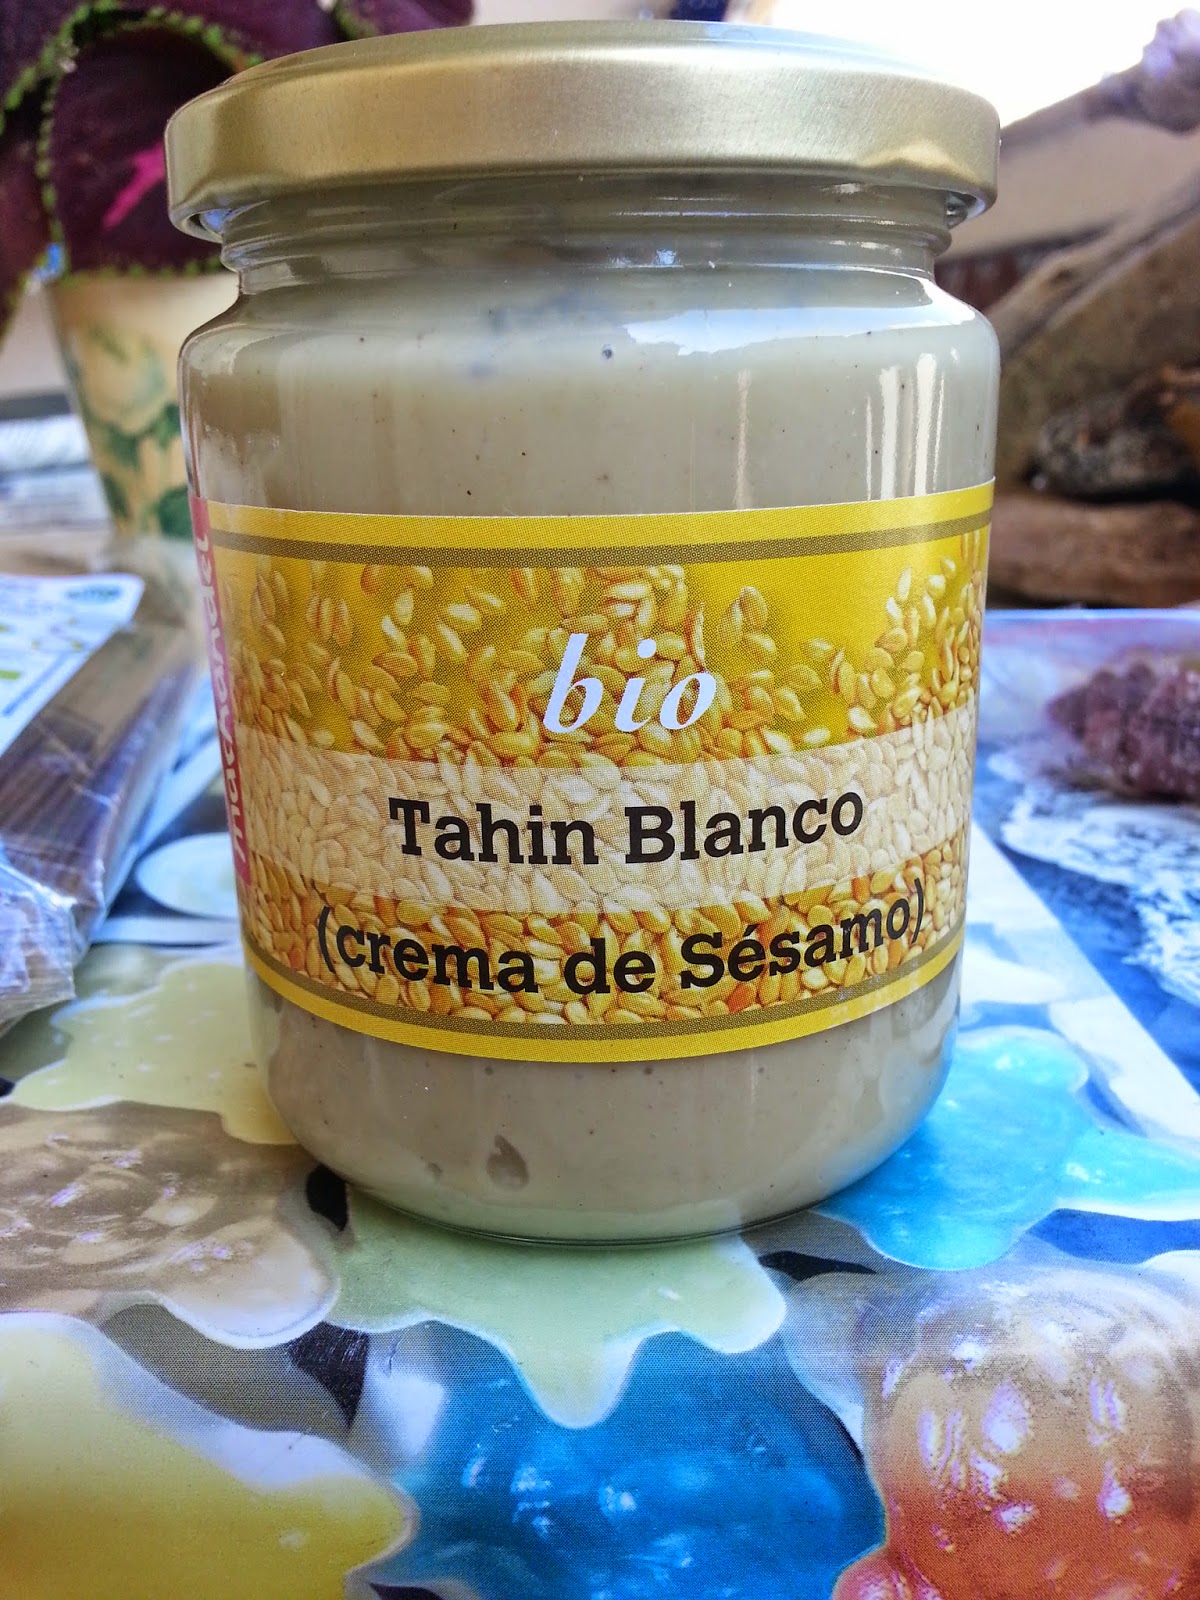 bio
Tahin Blanco
(crema de Sésamo)